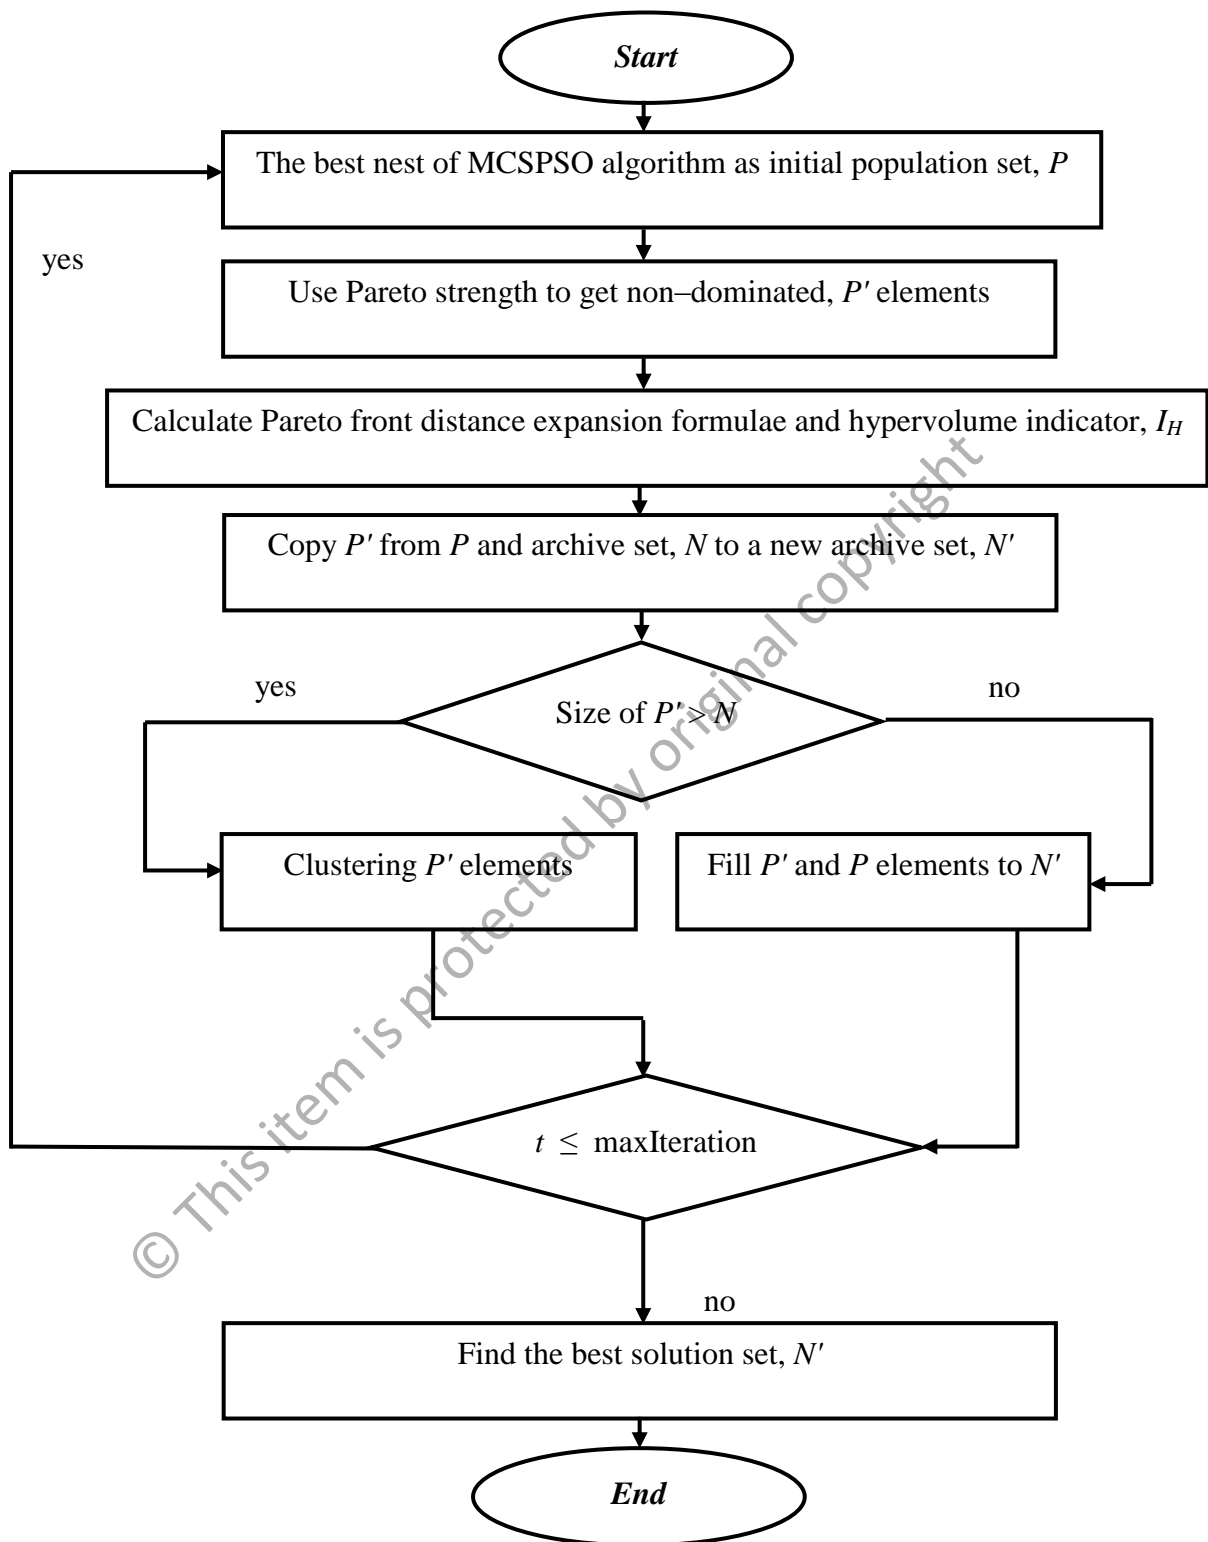 Start
The best nest of MCSPSO algorithm as initial population set, P
yes
Use Pareto strength to get non–dominated, P' elements
Calculate Pareto front distance expansion formulae and hypervolume indicator, I_H
Copy P' from P and archive set, N to a new archive set, N'
yes
no
Size of P' > N
Clustering P' elements
Fill P' and P elements to N'
t ≤ maxIteration
no
Find the best solution set, N'
End
© This item is protected by original copyright